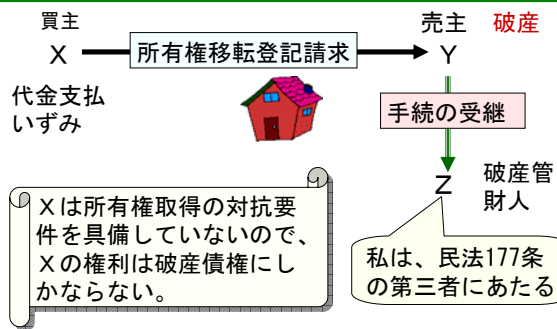 買主
X
代金支払
いずみ
所有権移転登記請求
売主 破産
Y
手続の受継
Z
破産管
財人
Xは所有権取得の対抗要
件を具備していないので、
Xの権利は破産債権にし
かならない。
私は、民法177条
の第三者にあたる